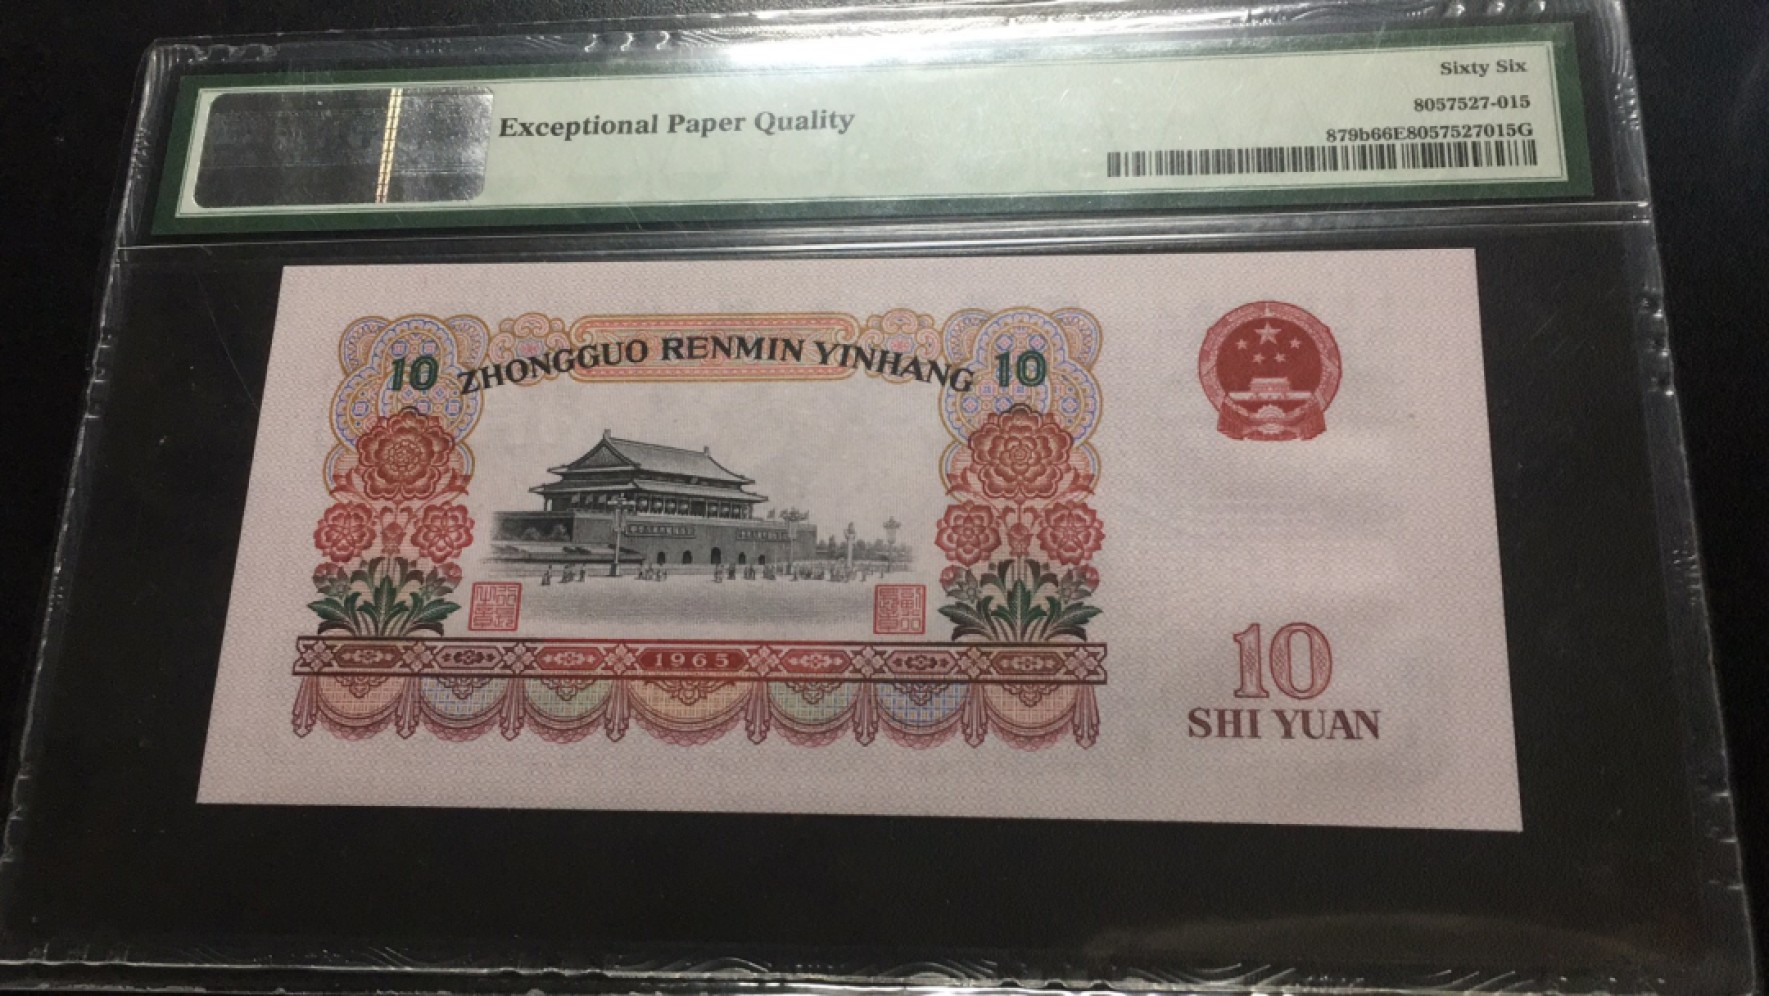 Sixty Six
8057527-015
Exceptional Paper Quality
879b66E8057527015G
10 ZHONGGUO RENMIN YINHANG 10
1965
10
SHI YUAN